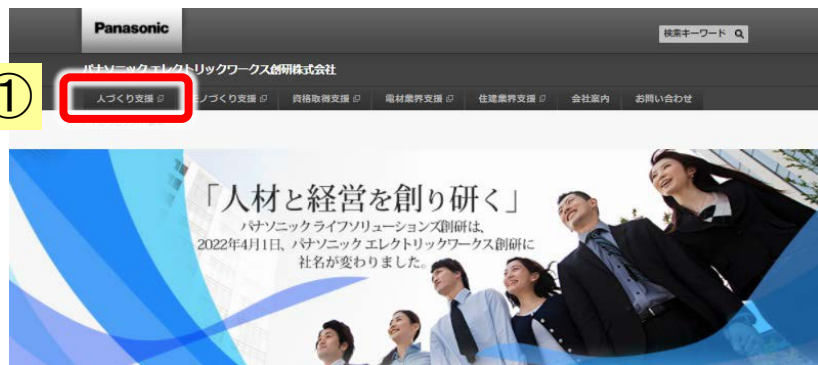 Panasonic
検索キーワード
パナソニック エレクトリックワークス創研株式会社
①
人づくり支援
モノづくり支援
資格取得支援
電材業界支援
住建業界支援
会社案内
お問い合わせ
「人材と経営を創り研く」
パナソニック ライフソリューションズ創研は、
2022年4月1日、パナソニック エレクトリックワークス創研に
社名が変わりました。